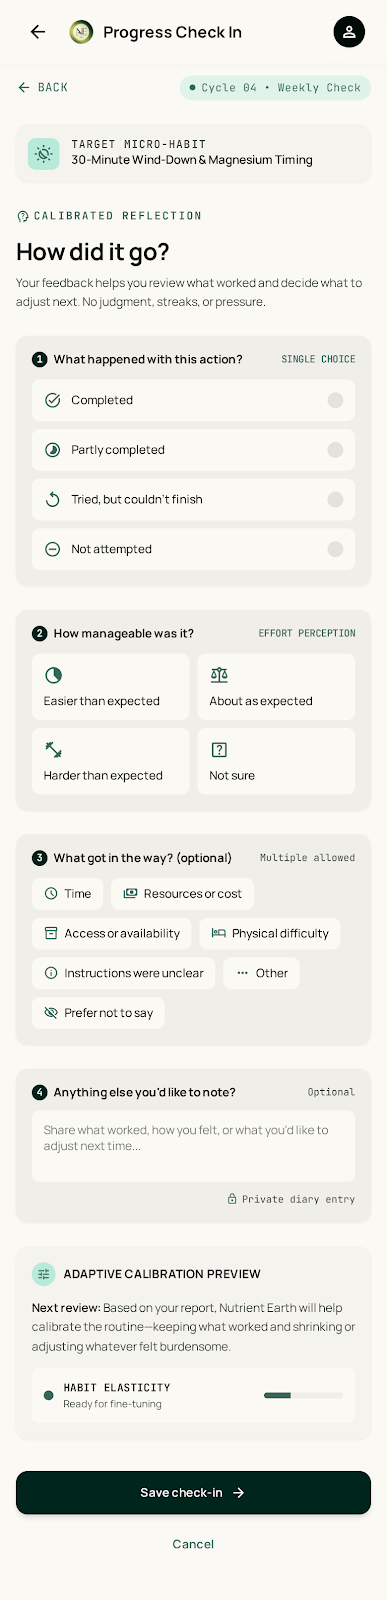 Progress Check In
BACK
Cycle 04 • Weekly Check
TARGET MICRO-HABIT
30-Minute Wind-Down & Magnesium Timing
CALIBRATED REFLECTION
How did it go?
Your feedback helps you review what worked and decide what to
adjust next. No judgment, streaks, or pressure.
1 What happened with this action? SINGLE CHOICE
Completed
Partly completed
Tried, but couldn't finish
Not attempted
2 How manageable was it? EFFORT PERCEPTION
Easier than expected
About as expected
Harder than expected
Not sure
3 What got in the way? (optional) Multiple allowed
Time
Resources or cost
Access or availability
Physical difficulty
Instructions were unclear
Other
Prefer not to say
4 Anything else you'd like to note? Optional
Share what worked, how you felt, or what you'd like to
adjust next time...
Private diary entry
ADAPTIVE CALIBRATION PREVIEW
Next review: Based on your report, Nutrient Earth will help
calibrate the routine—keeping what worked and shrinking or
adjusting whatever felt burdensome.
HABIT ELASTICITY
Ready for fine-tuning
Save check-in
Cancel